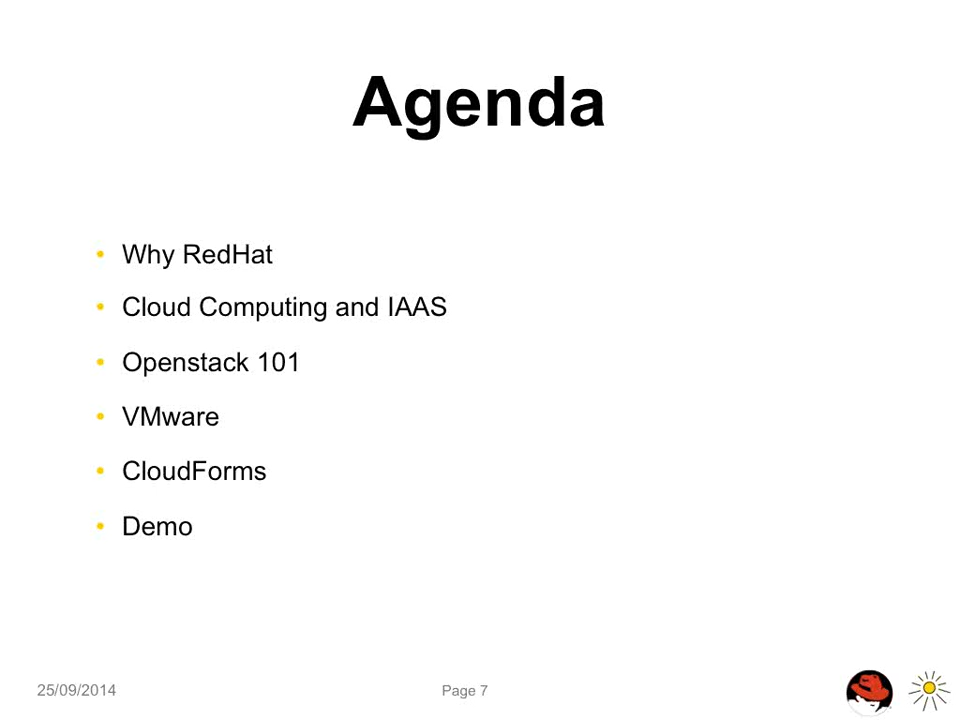 Agenda
• Why RedHat
• Cloud Computing and IAAS
• Openstack 101
• VMware
• CloudForms
• Demo
25/09/2014
Page 7